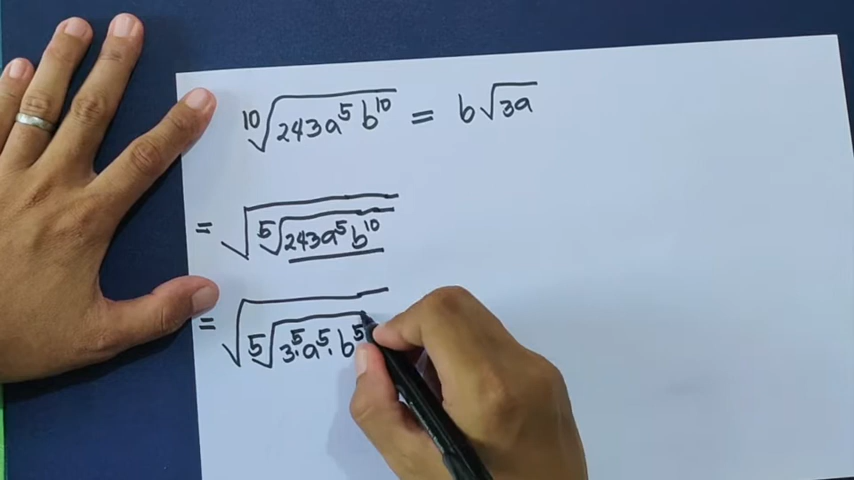 ¹⁰√(243a⁵b¹⁰) = b√(3a)
= √(⁵√(243a⁵b¹⁰))
= √(⁵√(3⁵·a⁵·b⁵))